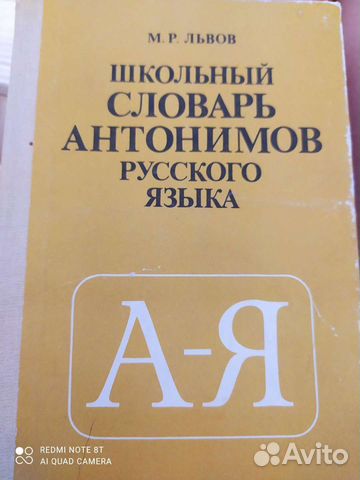 М. Р. ЛЬВОВ
ШКОЛЬНЫЙ
СЛОВАРЬ
АНТОНИМОВ
РУССКОГО
ЯЗЫКА
А-Я
REDMI NOTE 8T
AI QUAD CAMERA
Avito